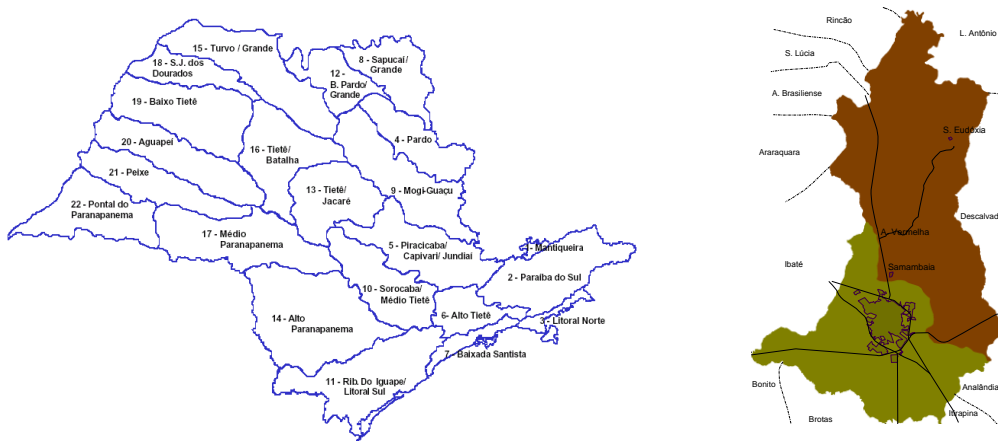 15 - Turvo / Grande
18 - S.J. dos
Dourados
8 - Sapucaí /
Grande
12 -
B. Pardo/
Grande
19 - Baixo Tietê
4 - Pardo
20 - Aguapeí
16 - Tietê/
Batalha
21 - Peixe
13 - Tietê/
Jacaré
9 - Mogi-Guaçu
22 - Pontal do
Paranapanema
17 - Médio
Paranapanema
5 - Piracicaba/
Capivari/ Jundiaí
1 - Mantiqueira
2 - Paraíba do Sul
10 - Sorocaba/
Médio Tietê
14 - Alto
Paranapanema
6- Alto Tietê
3 - Litoral Norte
7 - Baixada Santista
11 - Rib. Do Iguape/
Litoral Sul
Rincão
L. Antônio
S. Lúcia
A. Brasiliense
S. Eudóxia
Araraquara
Descalvad
A. Vermelha
Ibaté
Samambaia
Bonito
Analândia
Brotas
Itirapina